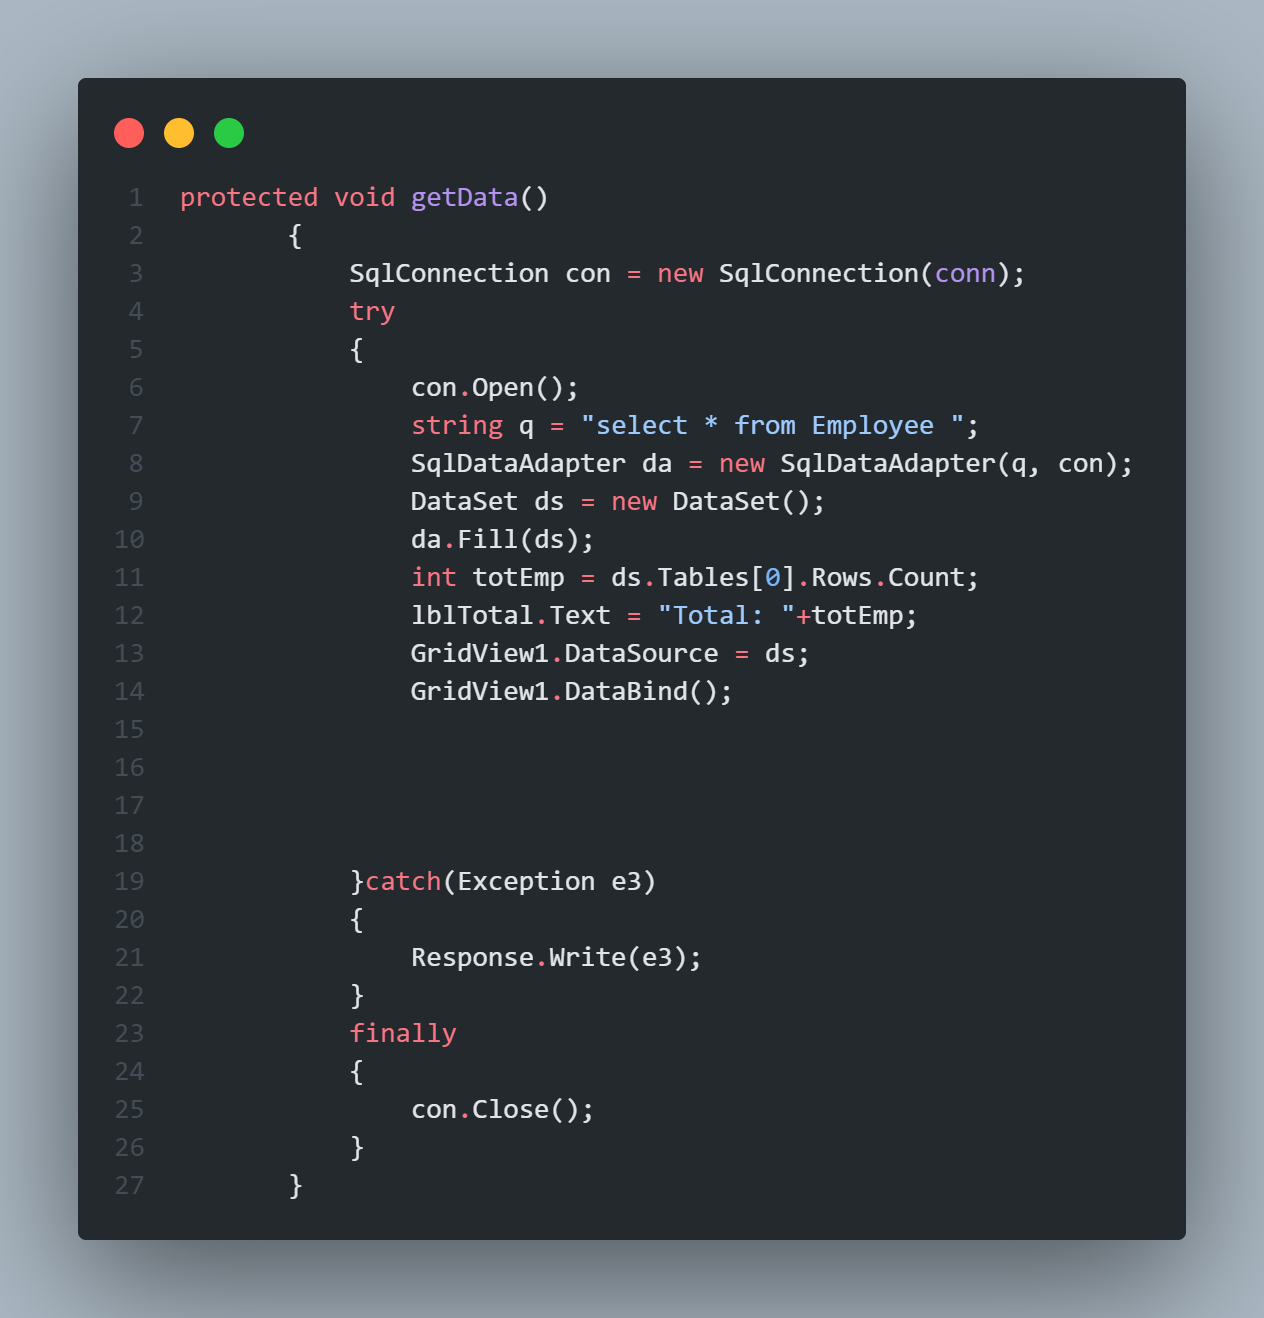 1 protected void getData()
2 {
3 SqlConnection con = new SqlConnection(conn);
4 try
5 {
6 con.Open();
7 string q = "select * from Employee ";
8 SqlDataAdapter da = new SqlDataAdapter(q, con);
9 DataSet ds = new DataSet();
10 da.Fill(ds);
11 int totEmp = ds.Tables[0].Rows.Count;
12 lblTotal.Text = "Total: "+totEmp;
13 GridView1.DataSource = ds;
14 GridView1.DataBind();
15
16
17
18
19 }catch(Exception e3)
20 {
21 Response.Write(e3);
22 }
23 finally
24 {
25 con.Close();
26 }
27 }